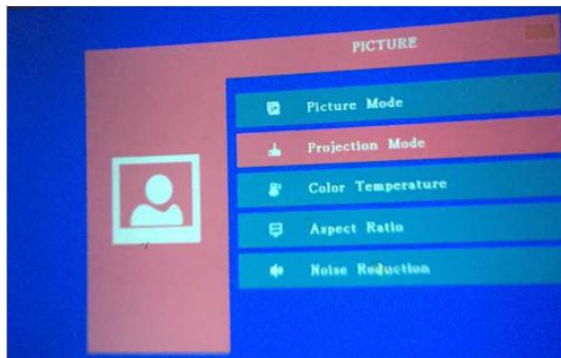 PICTURE
Picture Mode
Projection Mode
Color Temperature
Aspect Ratio
Noise Reduction